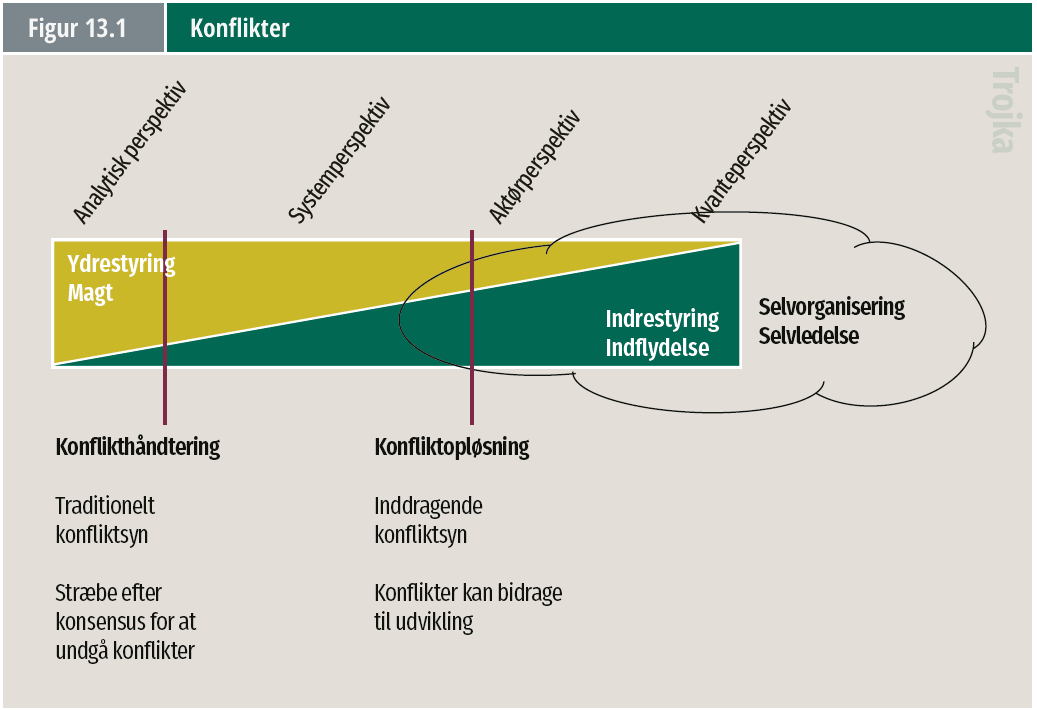 Figur 13.1
Konflikter
Trojka
Analytisk perspektiv
Systemperspektiv
Aktørperspektiv
Kvanteperspektiv
Ydrestyring
Magt
Indrestyring
Indflydelse
Selvorganisering
Selvledelse
Konflikthåndtering
Traditionelt
konfliktsyn
Stræbe efter
konsensus for at
undgå konflikter
Konfliktopløsning
Inddragende
konfliktsyn
Konflikter kan bidrage
til udvikling